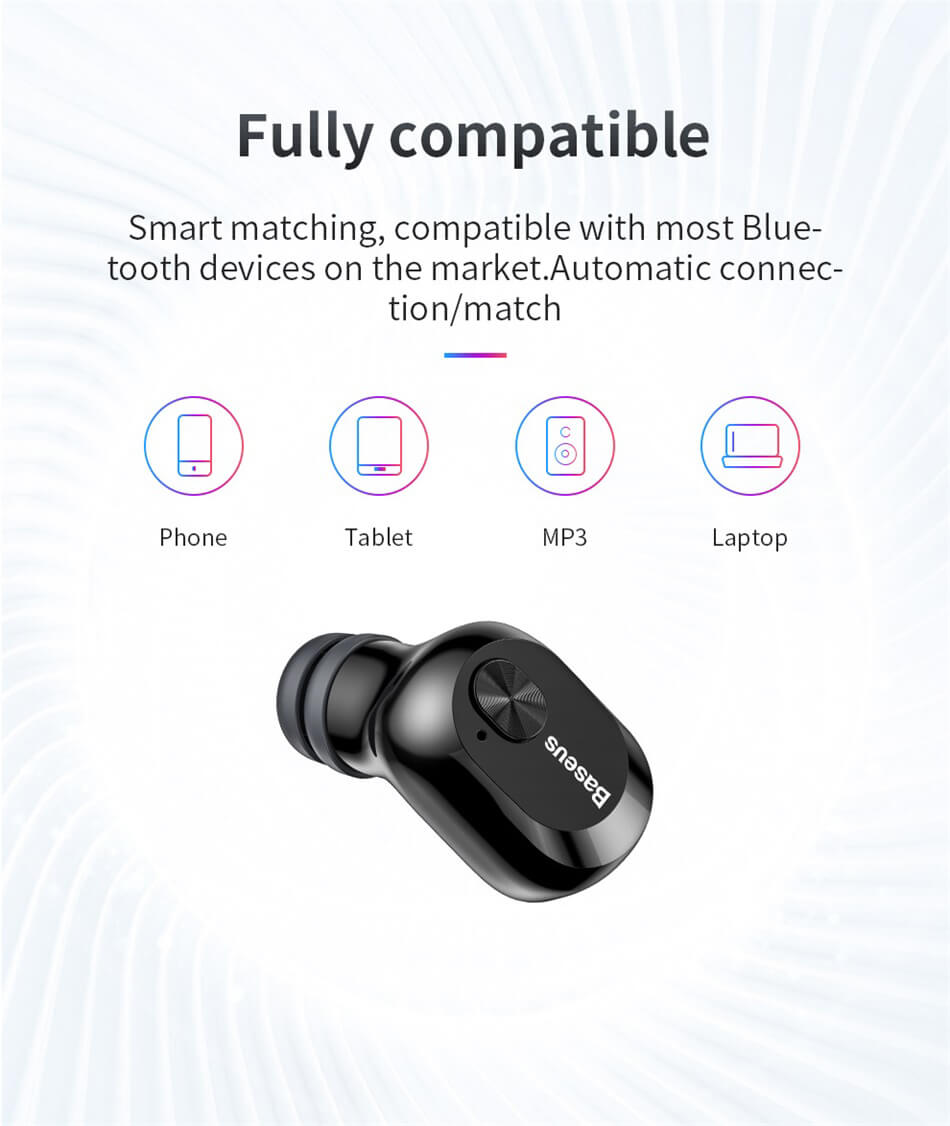 Fully compatible
Smart matching, compatible with most Blue-
tooth devices on the market.Automatic connec-
tion/match
Phone
Tablet
MP3
Laptop
Baseus